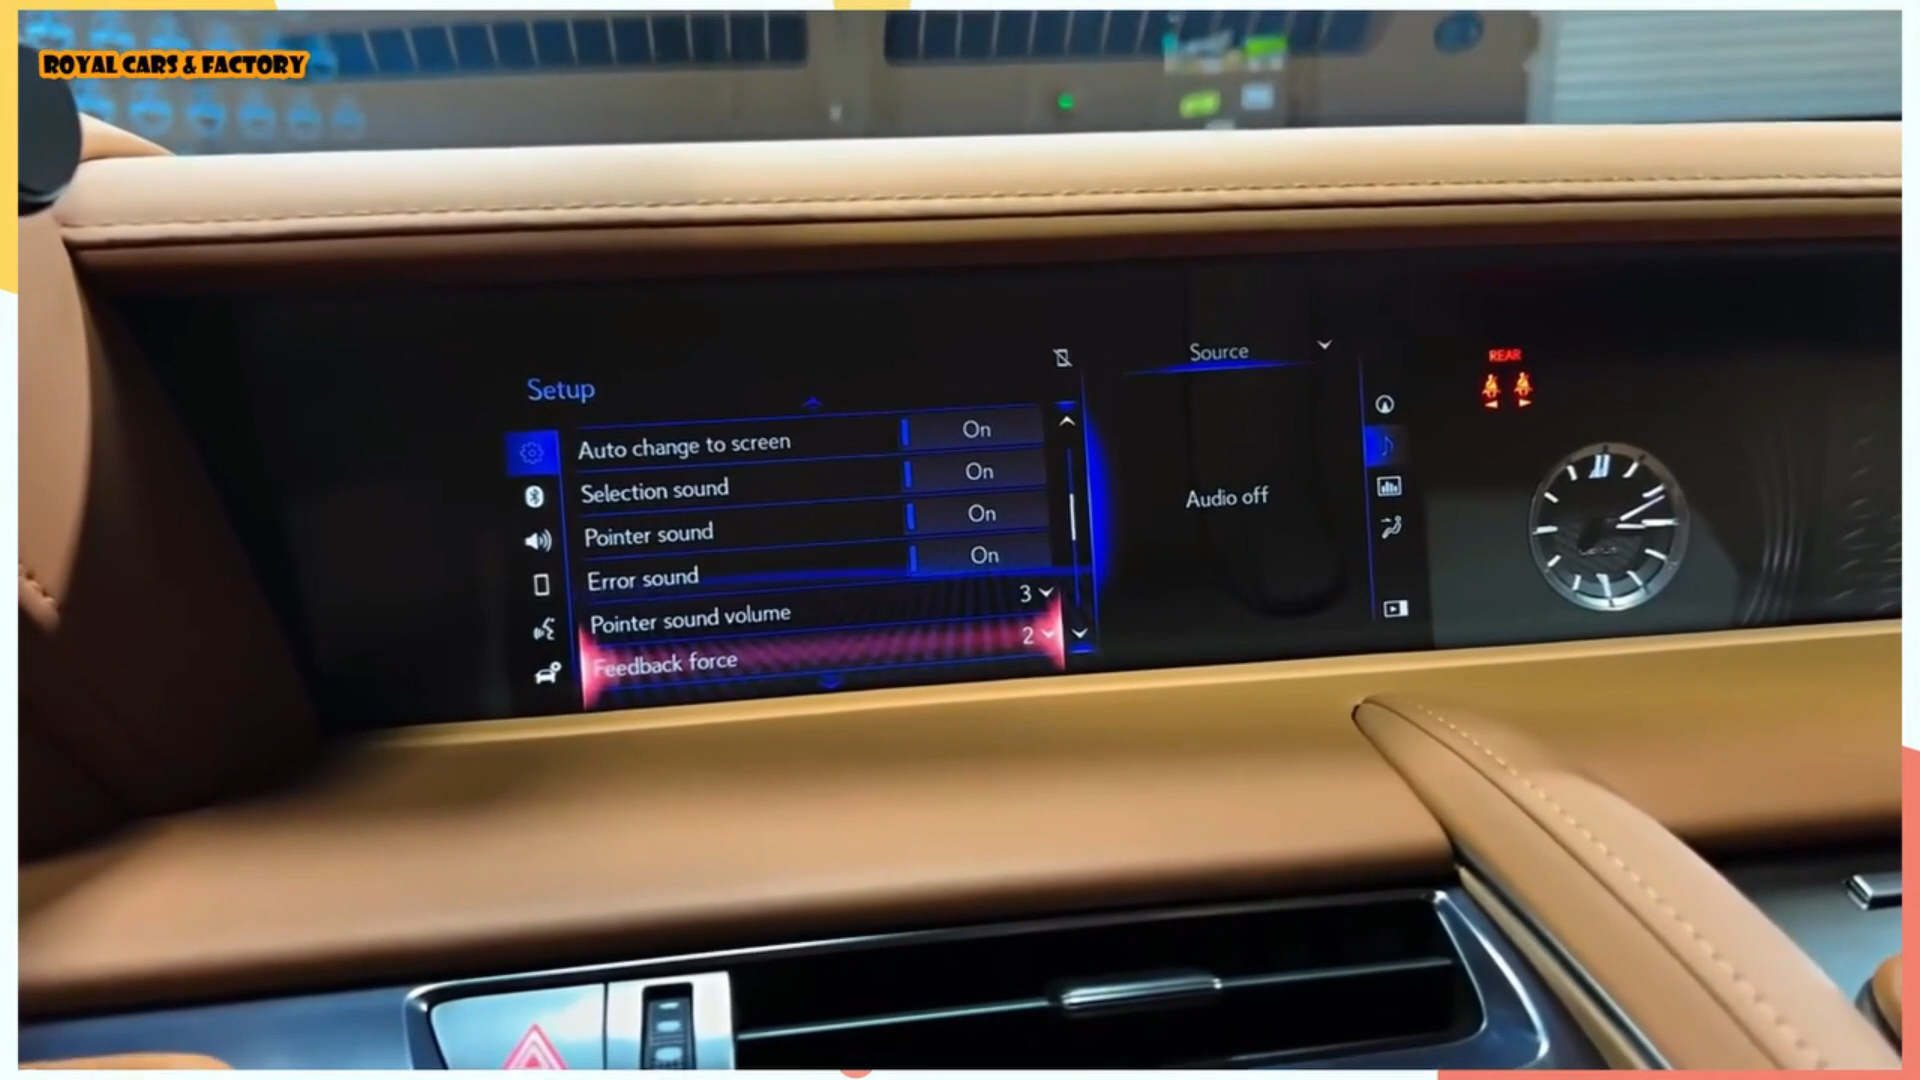 ROYAL CARS & FACTORY
Setup
Auto change to screen On
Selection sound On
Pointer sound On
Error sound On
Pointer sound volume 3
Feedback force 2
Source
Audio off
REAR